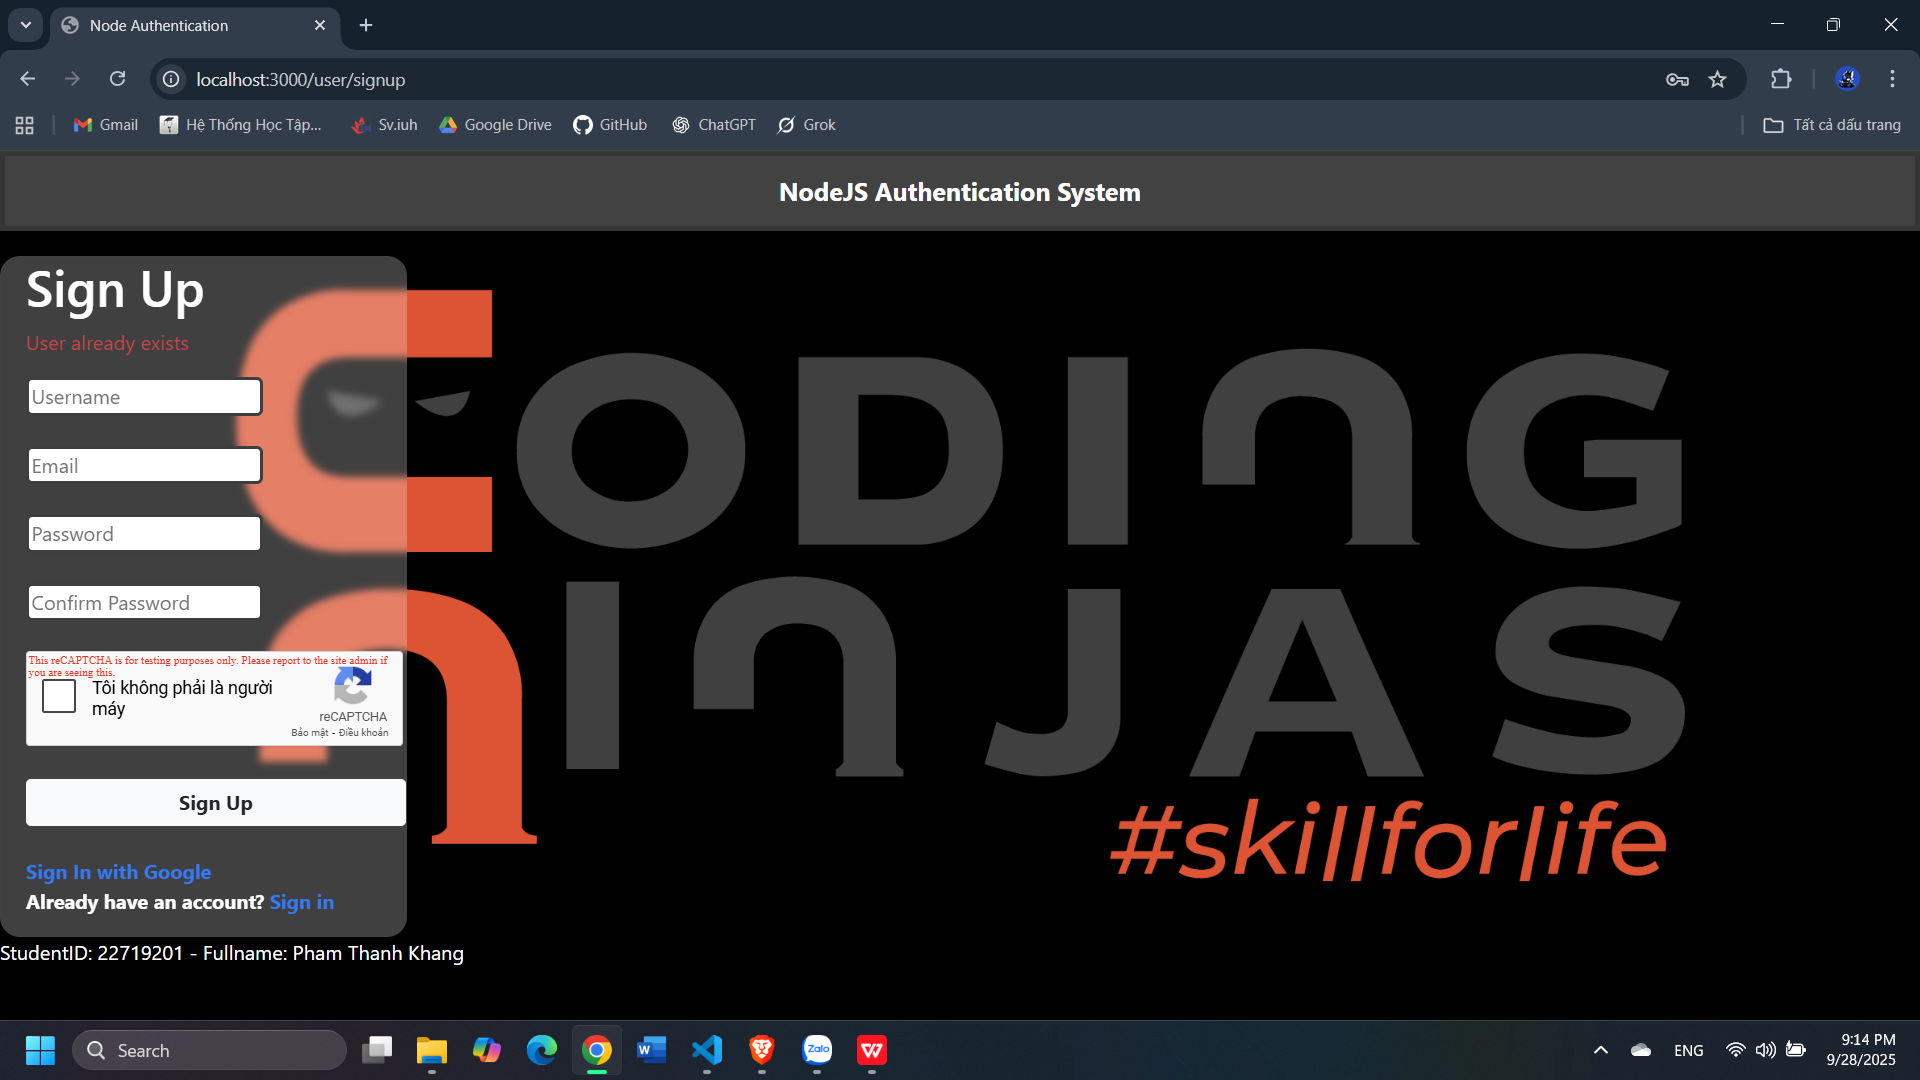 Node Authentication
localhost:3000/user/signup
Gmail
Hệ Thống Học Tập...
Sv.iuh
Google Drive
GitHub
ChatGPT
Grok
Tất cả dấu trang
NodeJS Authentication System
Sign Up
User already exists
Username
Email
Password
Confirm Password
This reCAPTCHA is for testing purposes only. Please report to the site admin if
you are seeing this.
Tôi không phải là người
máy
reCAPTCHA
Bảo mật - Điều khoản
Sign Up
Sign In with Google
Already have an account? Sign in
CODING
NINJAS
#skillforlife
StudentID: 22719201 - Fullname: Pham Thanh Khang
Search
Zalo
ENG
9:14 PM
9/28/2025